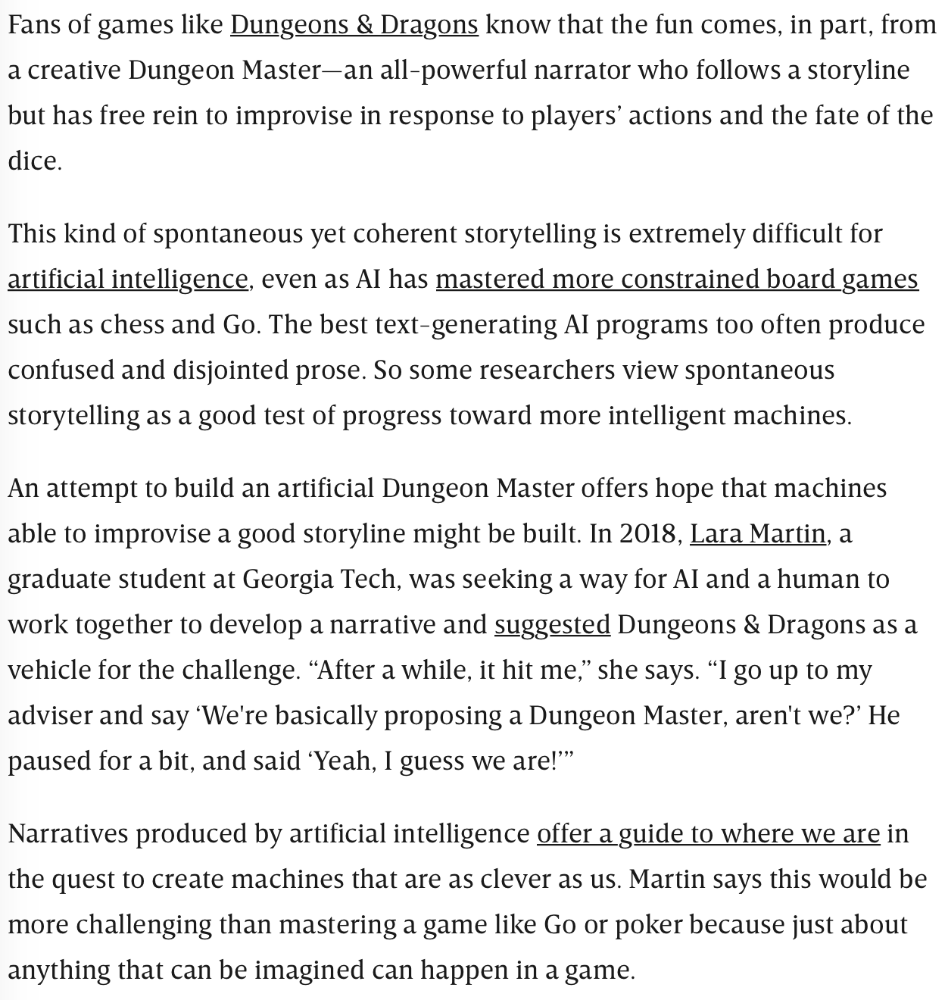 Fans of games like Dungeons & Dragons know that the fun comes, in part, from
a creative Dungeon Master—an all-powerful narrator who follows a storyline
but has free rein to improvise in response to players’ actions and the fate of the
dice.
This kind of spontaneous yet coherent storytelling is extremely difficult for
artificial intelligence, even as AI has mastered more constrained board games
such as chess and Go. The best text-generating AI programs too often produce
confused and disjointed prose. So some researchers view spontaneous
storytelling as a good test of progress toward more intelligent machines.
An attempt to build an artificial Dungeon Master offers hope that machines
able to improvise a good storyline might be built. In 2018, Lara Martin, a
graduate student at Georgia Tech, was seeking a way for AI and a human to
work together to develop a narrative and suggested Dungeons & Dragons as a
vehicle for the challenge. “After a while, it hit me,” she says. “I go up to my
adviser and say ‘We're basically proposing a Dungeon Master, aren't we?’ He
paused for a bit, and said ‘Yeah, I guess we are!’”
Narratives produced by artificial intelligence offer a guide to where we are in
the quest to create machines that are as clever as us. Martin says this would be
more challenging than mastering a game like Go or poker because just about
anything that can be imagined can happen in a game.